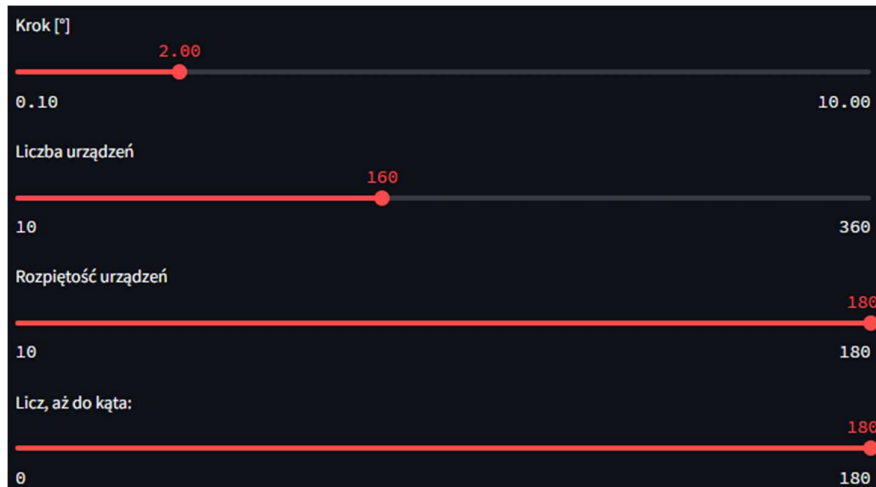 Krok [°]
2.00
0.10 10.00
Liczba urządzeń
160
10 360
Rozpiętość urządzeń
180
10 180
Licz, aż do kąta:
180
0 180